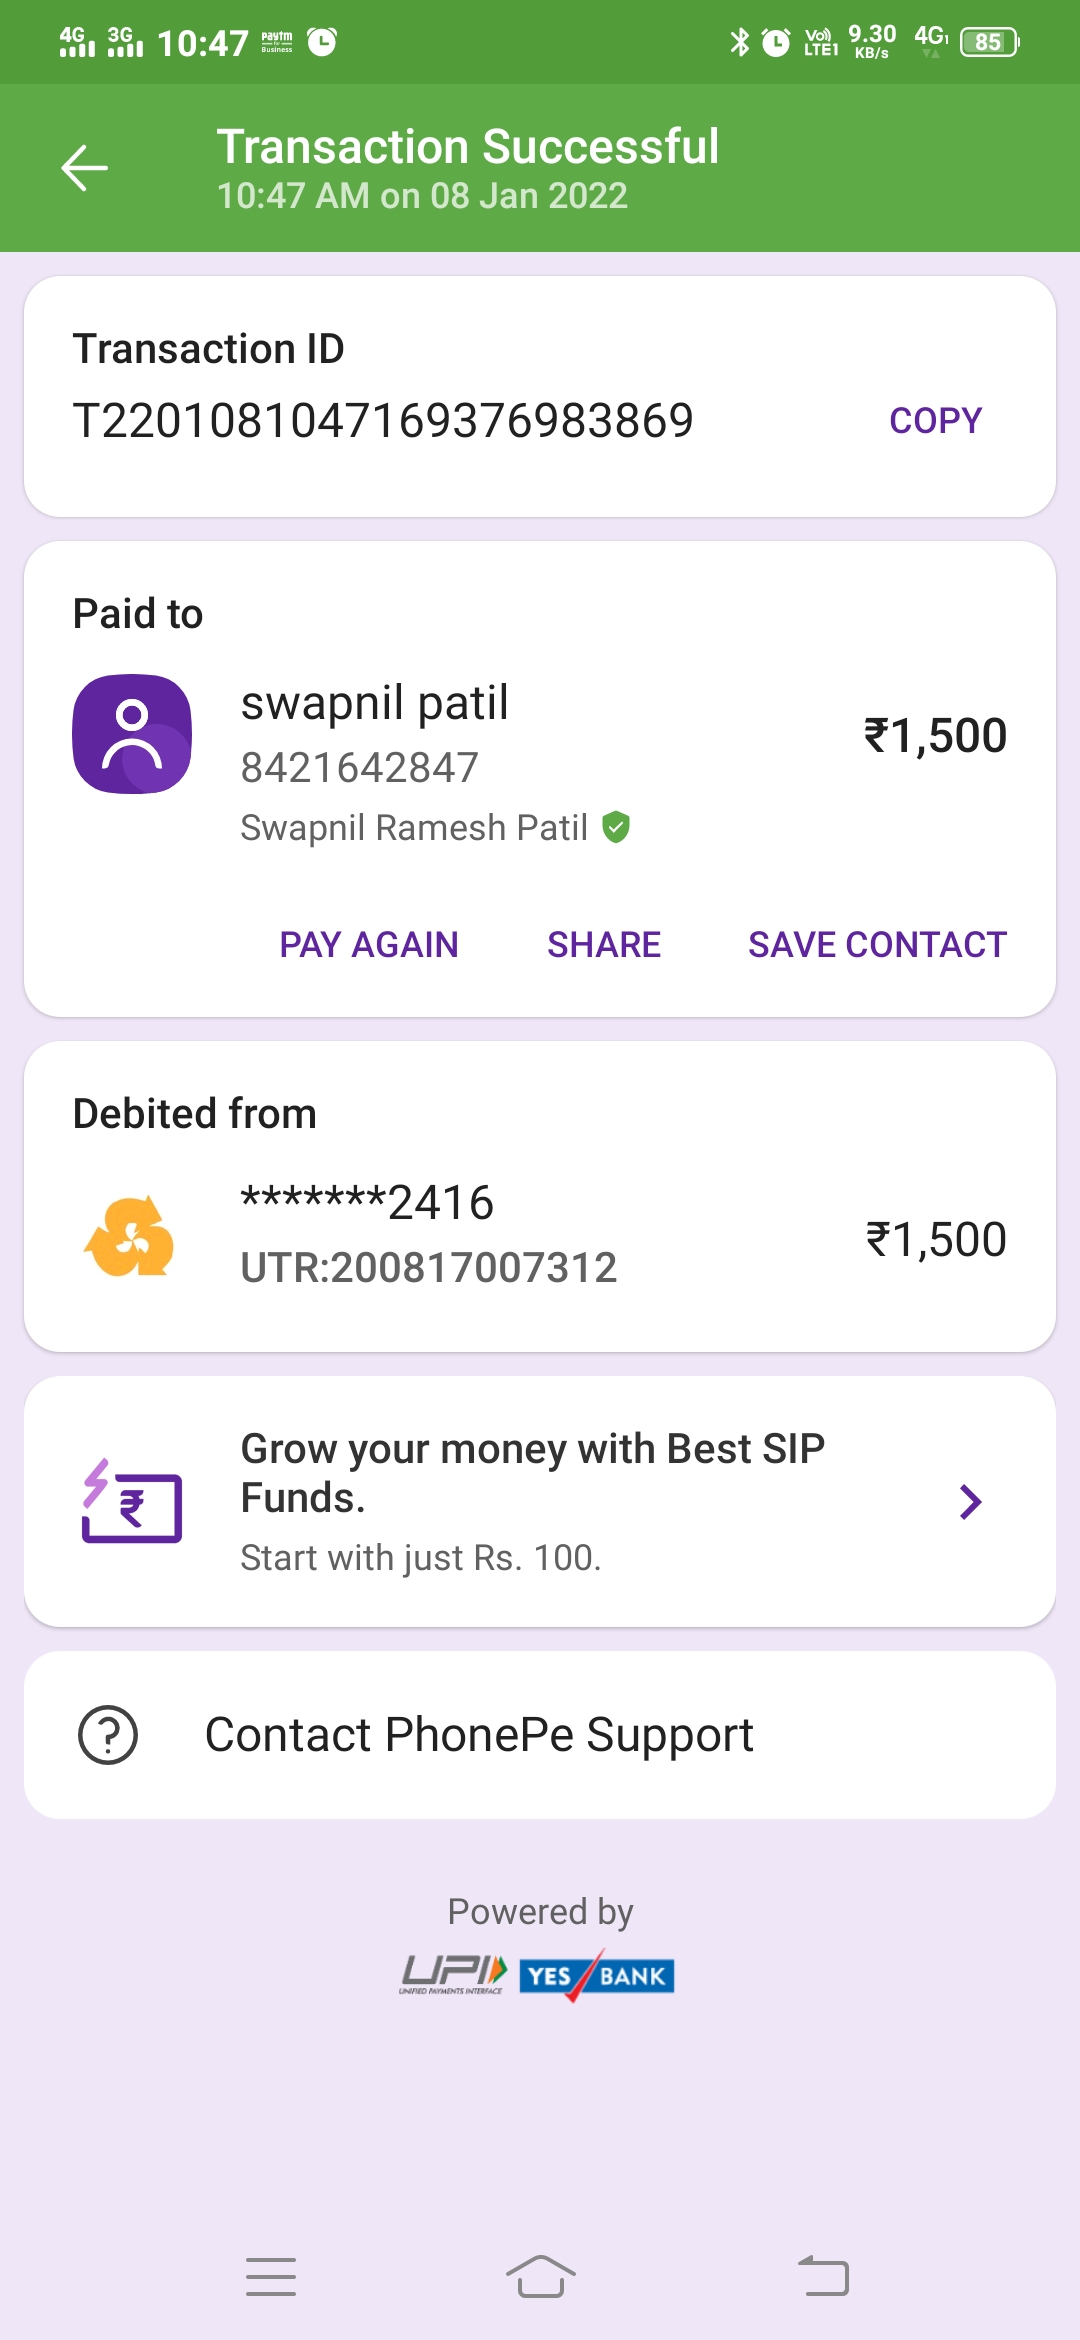 4G 3G 10:47 paytm for Business Vo) LTE1 9.30 KB/s 4G1 85
Transaction Successful
10:47 AM on 08 Jan 2022
Transaction ID
T2201081047169376983869 COPY
Paid to
swapnil patil
₹1,500
8421642847
Swapnil Ramesh Patil
PAY AGAIN SHARE SAVE CONTACT
Debited from
*******2416
₹1,500
UTR:200817007312
Grow your money with Best SIP
Funds.
Start with just Rs. 100.
Contact PhonePe Support
Powered by
UPI YES BANK
UNIFIED PAYMENTS INTERFACE